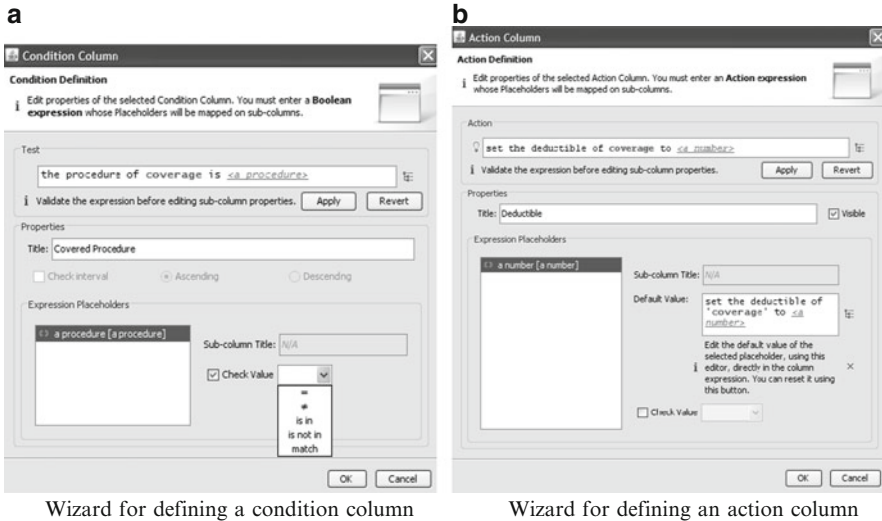 a
Condition Column
Condition Definition
Edit properties of the selected Condition Column. You must enter a Boolean
expression whose Placeholders will be mapped on sub-columns.
Test
the procedure of coverage is <a procedure>
Validate the expression before editing sub-column properties.
Apply
Revert
Properties
Title: Covered Procedure
Check interval
Ascending
Descending
Expression Placeholders
a procedure [a procedure]
Sub-column Title: N/A
Check Value
=
≠
is in
is not in
match
OK
Cancel
Wizard for defining a condition column
b
Action Column
Action Definition
Edit properties of the selected Action Column. You must enter an Action expression
whose Placeholders will be mapped on sub-columns.
Action
set the deductible of coverage to <a number>
Validate the expression before editing sub-column properties.
Apply
Revert
Properties
Title: Deductible
Visible
Expression Placeholders
a number [a number]
Sub-column Title: N/A
Default Value:
set the deductible of
'coverage' to <a
number>
Edit the default value of the
selected placeholder, using this
editor, directly in the column
expression. You can reset it using
this button.
Check Value
OK
Cancel
Wizard for defining an action column